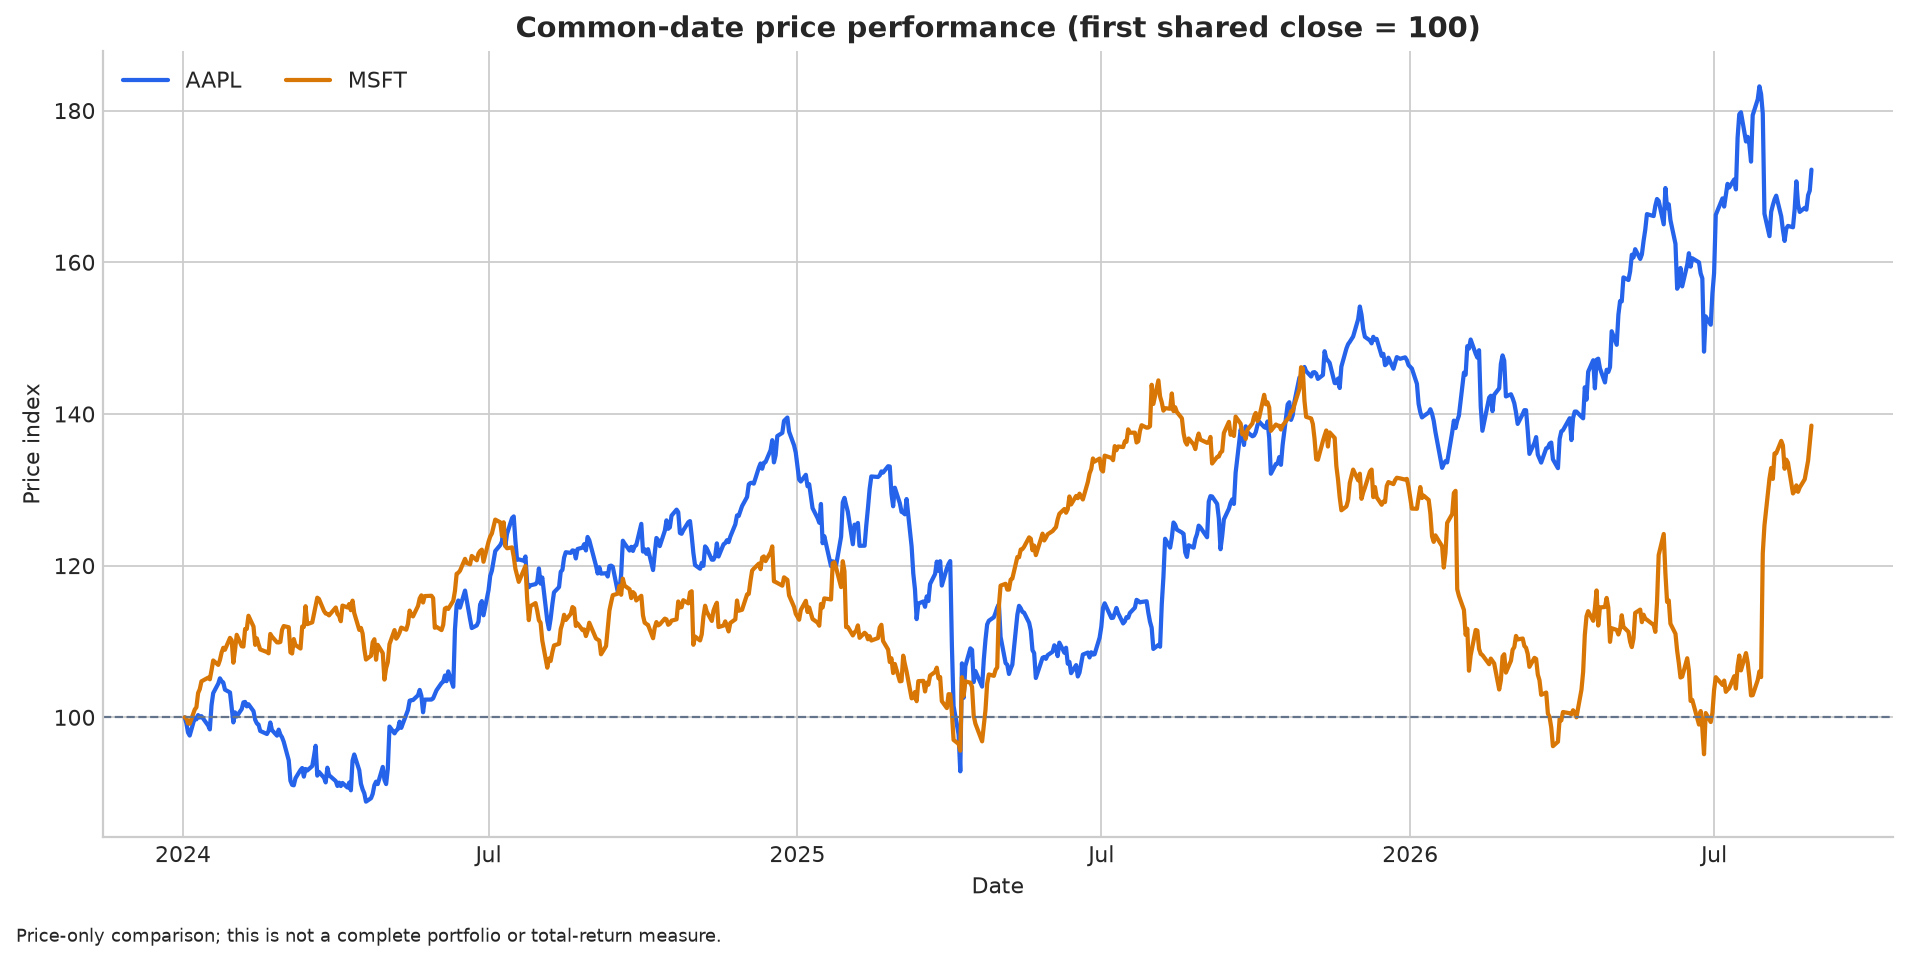 Common-date price performance (first shared close = 100)
AAPL MSFT
180
160
140
120
100
Price index
2024 Jul 2025 Jul 2026 Jul
Date
Price-only comparison; this is not a complete portfolio or total-return measure.